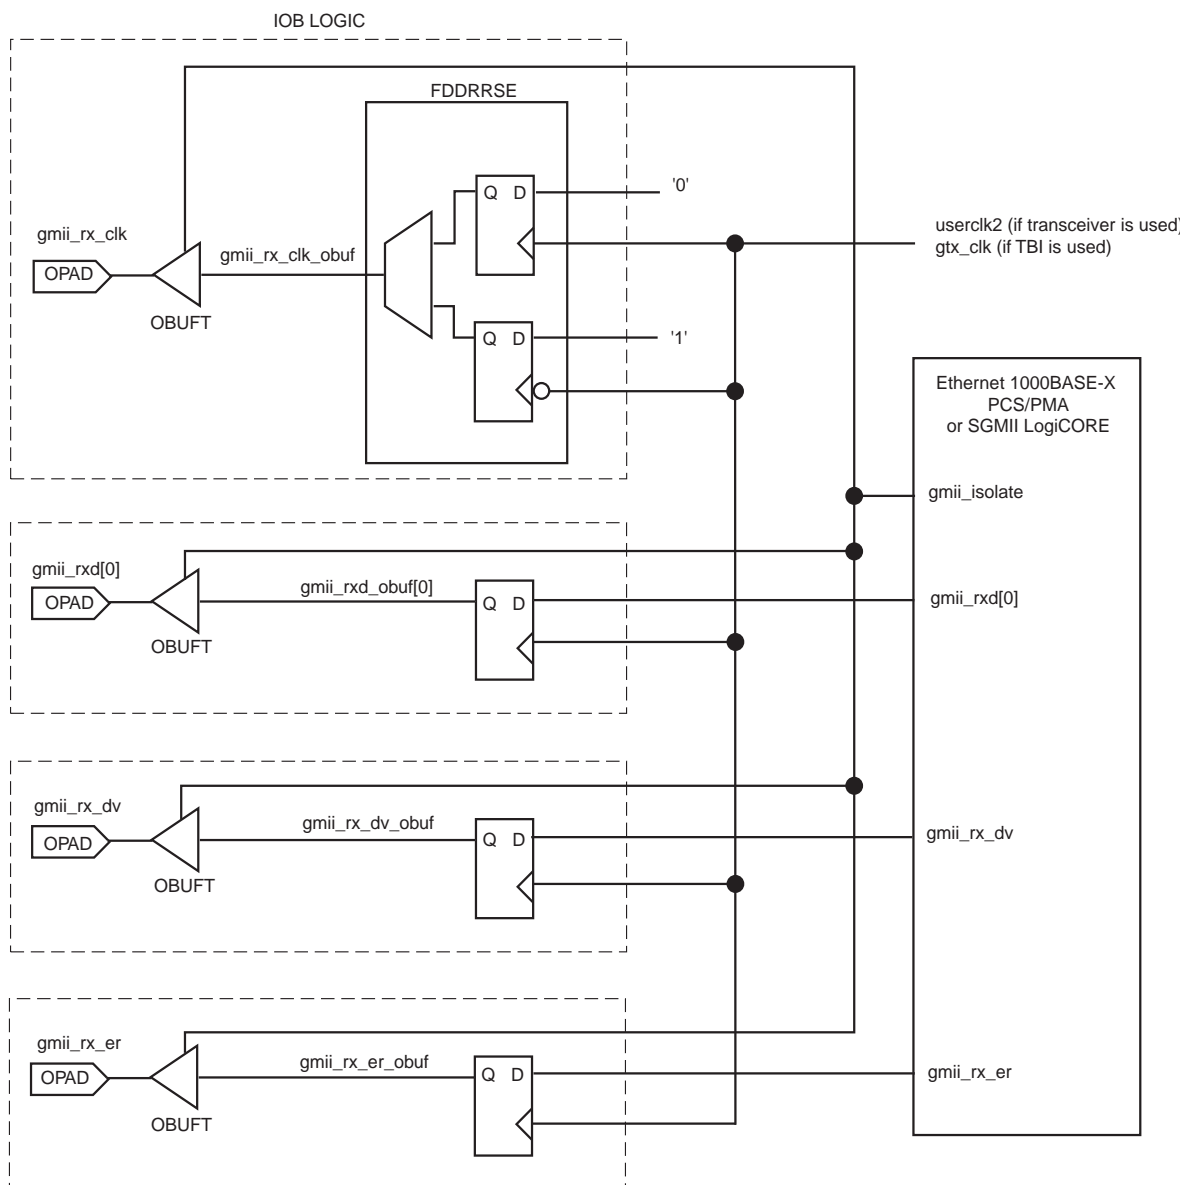 IOB LOGIC
FDDRRSE
Q D
'0'
userclk2 (if transceiver is used)
gtx_clk (if TBI is used)
gmii_rx_clk
gmii_rx_clk_obuf
OPAD
OBUFT
Q D
'1'
Ethernet 1000BASE-X
PCS/PMA
or SGMII LogiCORE
gmii_isolate
gmii_rxd[0]
OPAD
gmii_rxd_obuf[0]
Q D
gmii_rxd[0]
OBUFT
gmii_rx_dv
OPAD
gmii_rx_dv_obuf
Q D
gmii_rx_dv
OBUFT
gmii_rx_er
OPAD
gmii_rx_er_obuf
Q D
gmii_rx_er
OBUFT